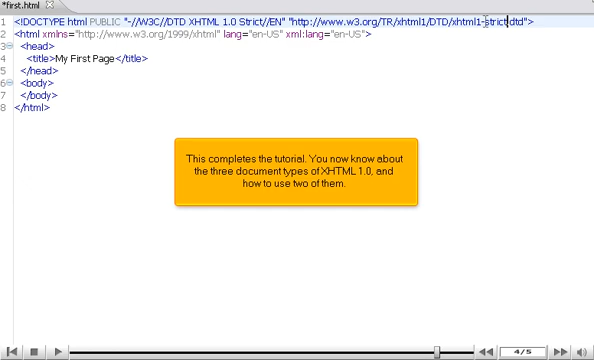 *first.html
1 <!DOCTYPE html PUBLIC "-//W3C//DTD XHTML 1.0 Strict//EN" "http://www.w3.org/TR/xhtml1/DTD/xhtml1-strict.dtd">
2 <html xmlns="http://www.w3.org/1999/xhtml" lang="en-US" xml:lang="en-US">
3 <head>
4 <title>My First Page</title>
5 </head>
6 <body>
7 </body>
8 </html>
This completes the tutorial. You now know about
the three document types of XHTML 1.0, and
how to use two of them.
4/5